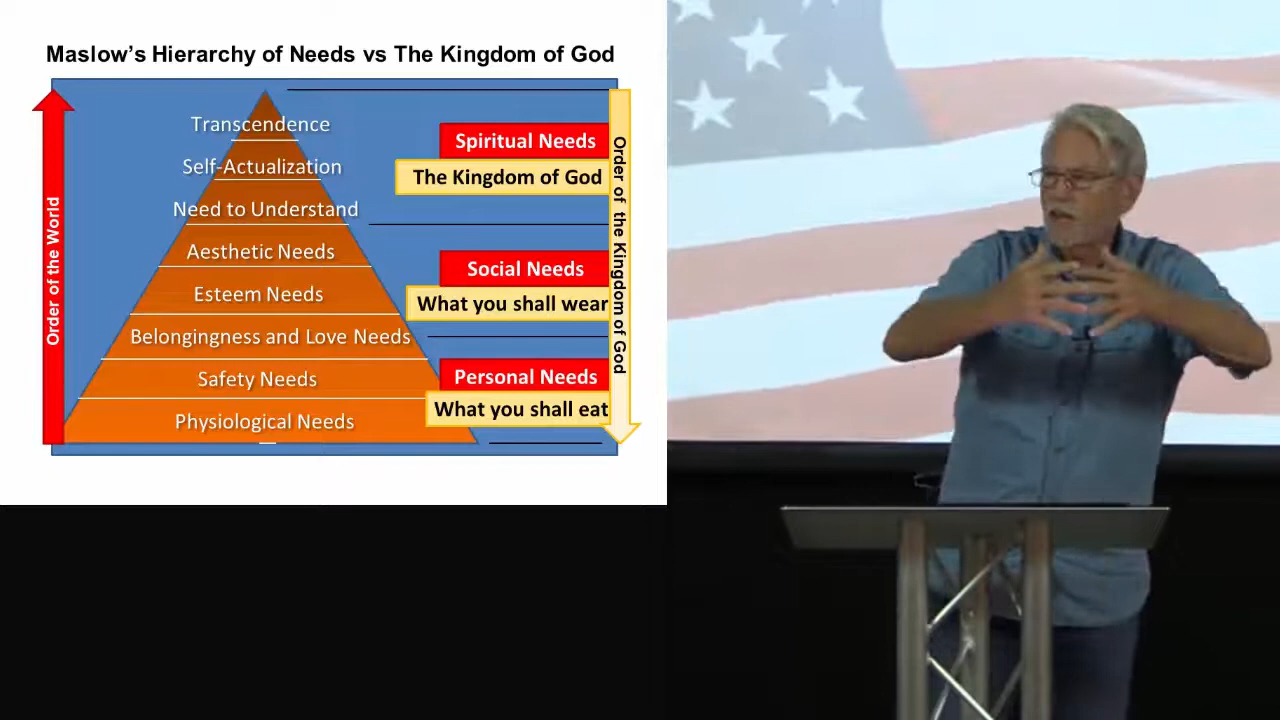 Maslow's Hierarchy of Needs vs The Kingdom of God
Order of the World
Transcendence
Self-Actualization
Need to Understand
Aesthetic Needs
Esteem Needs
Belongingness and Love Needs
Safety Needs
Physiological Needs
Spiritual Needs
The Kingdom of God
Social Needs
What you shall wear
Personal Needs
What you shall eat
Order of the Kingdom of God